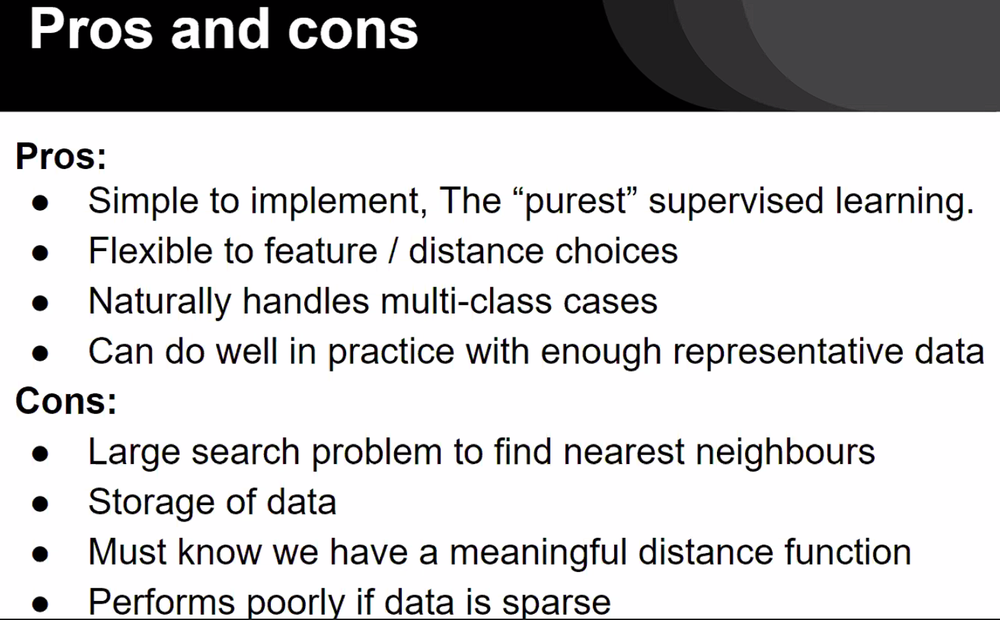 Pros and cons
Pros:
● Simple to implement, The “purest” supervised learning.
● Flexible to feature / distance choices
● Naturally handles multi-class cases
● Can do well in practice with enough representative data
Cons:
● Large search problem to find nearest neighbours
● Storage of data
● Must know we have a meaningful distance function
● Performs poorly if data is sparse